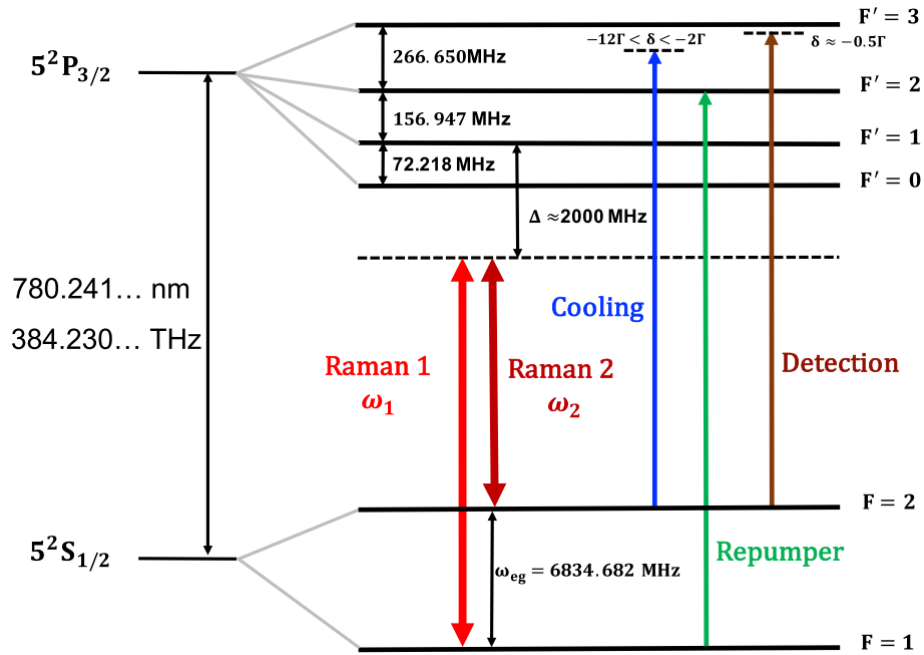 F′ = 3
−12Γ < δ < −2Γ
δ ≈ −0.5Γ
266.650MHz
5²P₃/₂
F′ = 2
156.947 MHz
F′ = 1
72.218 MHz
F′ = 0
Δ ≈2000 MHz
780.241... nm
384.230... THz
Cooling
Raman 1
ω₁
Raman 2
ω₂
Detection
F = 2
5²S₁/₂
ω_eg = 6834.682 MHz
Repumper
F = 1